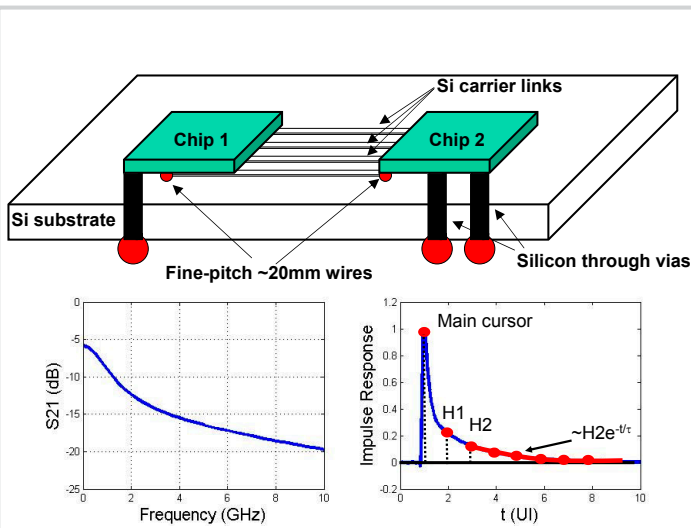 Si carrier links
Chip 1
Chip 2
Si substrate
Silicon through vias
Fine-pitch ~20mm wires
0
-5
-10
-15
-20
-25
S21 (dB)
0 2 4 6 8 10
Frequency (GHz)
1.2
1
0.8
0.6
0.4
0.2
0
0.2
Impulse Response
Main cursor
H1
H2
~H2e-t/τ
0 2 4 6 8 10
t (UI)